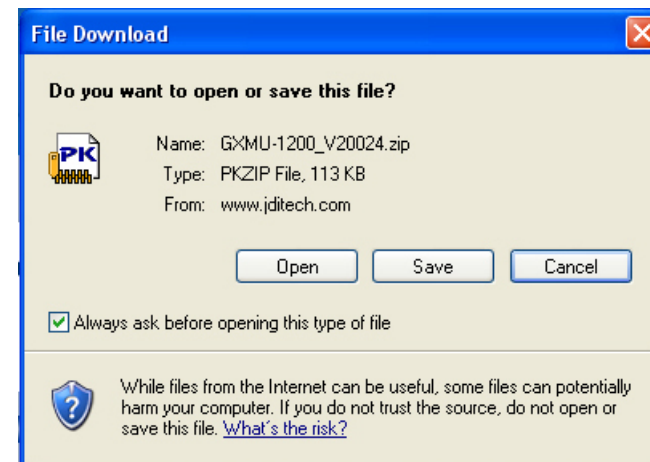 File Download
Do you want to open or save this file?
PK
Name: GXMU-1200_V20024.zip
Type: PKZIP File, 113 KB
From: www.jditech.com
Open Save Cancel
Always ask before opening this type of file
While files from the Internet can be useful, some files can potentially
harm your computer. If you do not trust the source, do not open or
save this file. What's the risk?